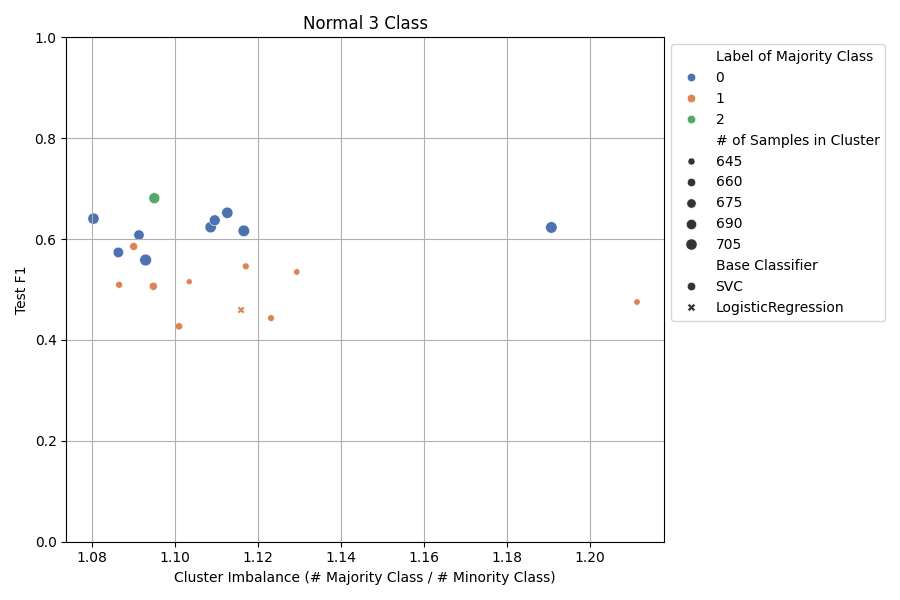 Normal 3 Class
1.0
0.8
0.6
0.4
0.2
0.0
Test F1
1.08
1.10
1.12
1.14
1.16
1.18
1.20
Cluster Imbalance (# Majority Class / # Minority Class)
Label of Majority Class
0
1
2
# of Samples in Cluster
645
660
675
690
705
Base Classifier
SVC
LogisticRegression